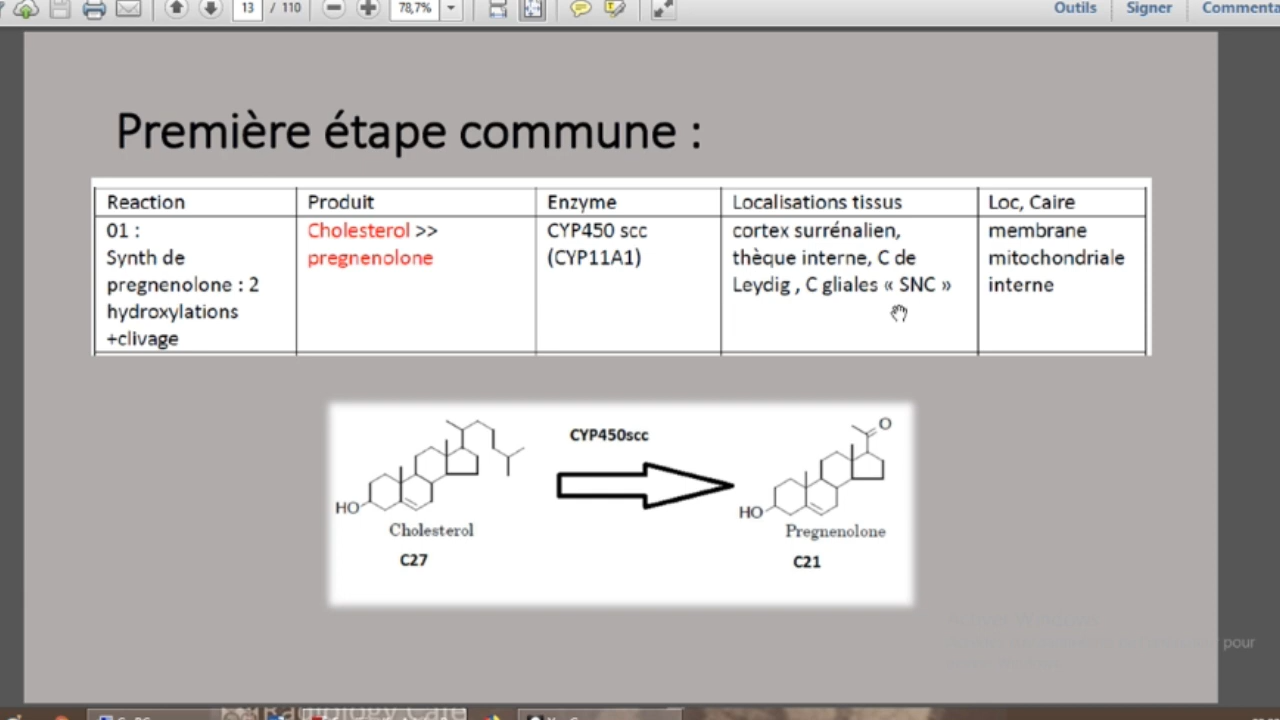 13 / 110
78,7%
Outils
Signer
Première étape commune :
Reaction
Produit
Enzyme
Localisations tissus
Loc, Caire
01 :
Synth de
pregnenolone : 2
hydroxylations
+clivage
Cholesterol >>
pregnenolone
CYP450 scc
(CYP11A1)
cortex surrénalien,
thèque interne, C de
Leydig , C gliales « SNC »
membrane
mitochondriale
interne
CYP450scc
HO
O
HO
Cholesterol
Pregnenolone
C27
C21
pour